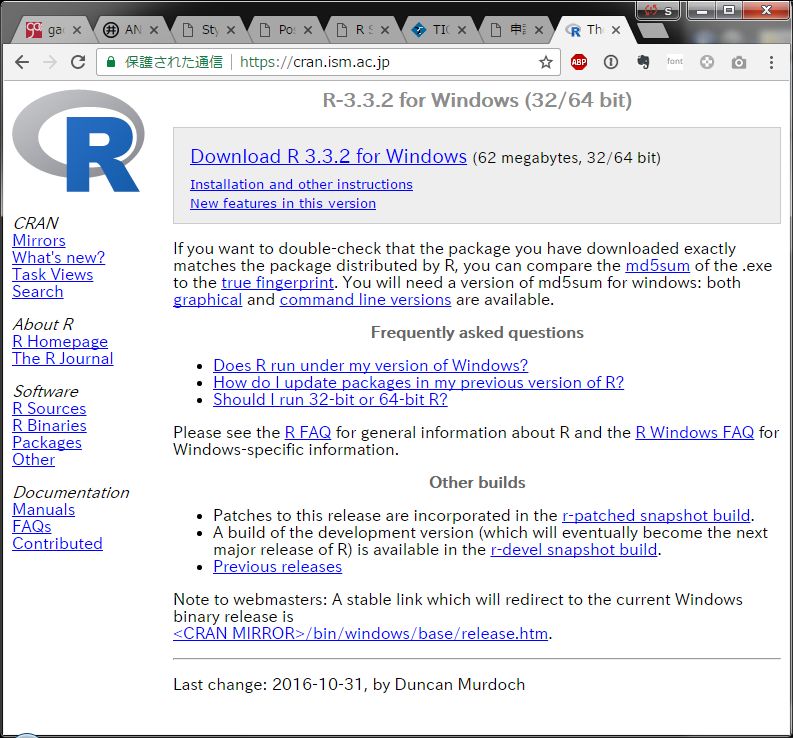 s
gac
AN
Sty
Pos
R S
TIC
申請
The
保護された通信 | https://cran.ism.ac.jp
ABP
font
R
R-3.3.2 for Windows (32/64 bit)
Download R 3.3.2 for Windows (62 megabytes, 32/64 bit)
Installation and other instructions
New features in this version
CRAN
Mirrors
What's new?
Task Views
Search
About R
R Homepage
The R Journal
Software
R Sources
R Binaries
Packages
Other
Documentation
Manuals
FAQs
Contributed
If you want to double-check that the package you have downloaded exactly
matches the package distributed by R, you can compare the md5sum of the .exe
to the true fingerprint. You will need a version of md5sum for windows: both
graphical and command line versions are available.
Frequently asked questions
• Does R run under my version of Windows?
• How do I update packages in my previous version of R?
• Should I run 32-bit or 64-bit R?
Please see the R FAQ for general information about R and the R Windows FAQ for
Windows-specific information.
Other builds
• Patches to this release are incorporated in the r-patched snapshot build.
• A build of the development version (which will eventually become the next
major release of R) is available in the r-devel snapshot build.
• Previous releases
Note to webmasters: A stable link which will redirect to the current Windows
binary release is
<CRAN MIRROR>/bin/windows/base/release.htm.
Last change: 2016-10-31, by Duncan Murdoch